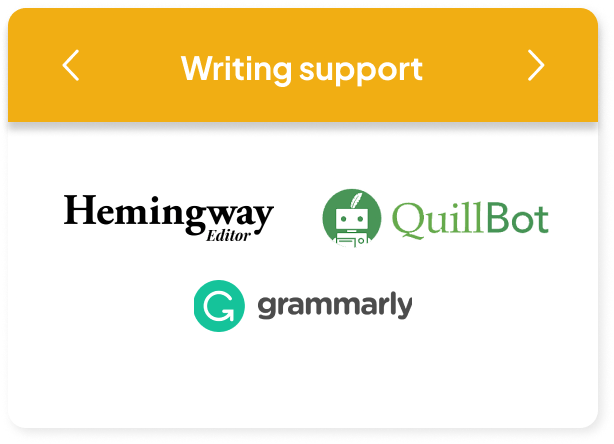 Writing support
Hemingway
Editor
QuillBot
grammarly